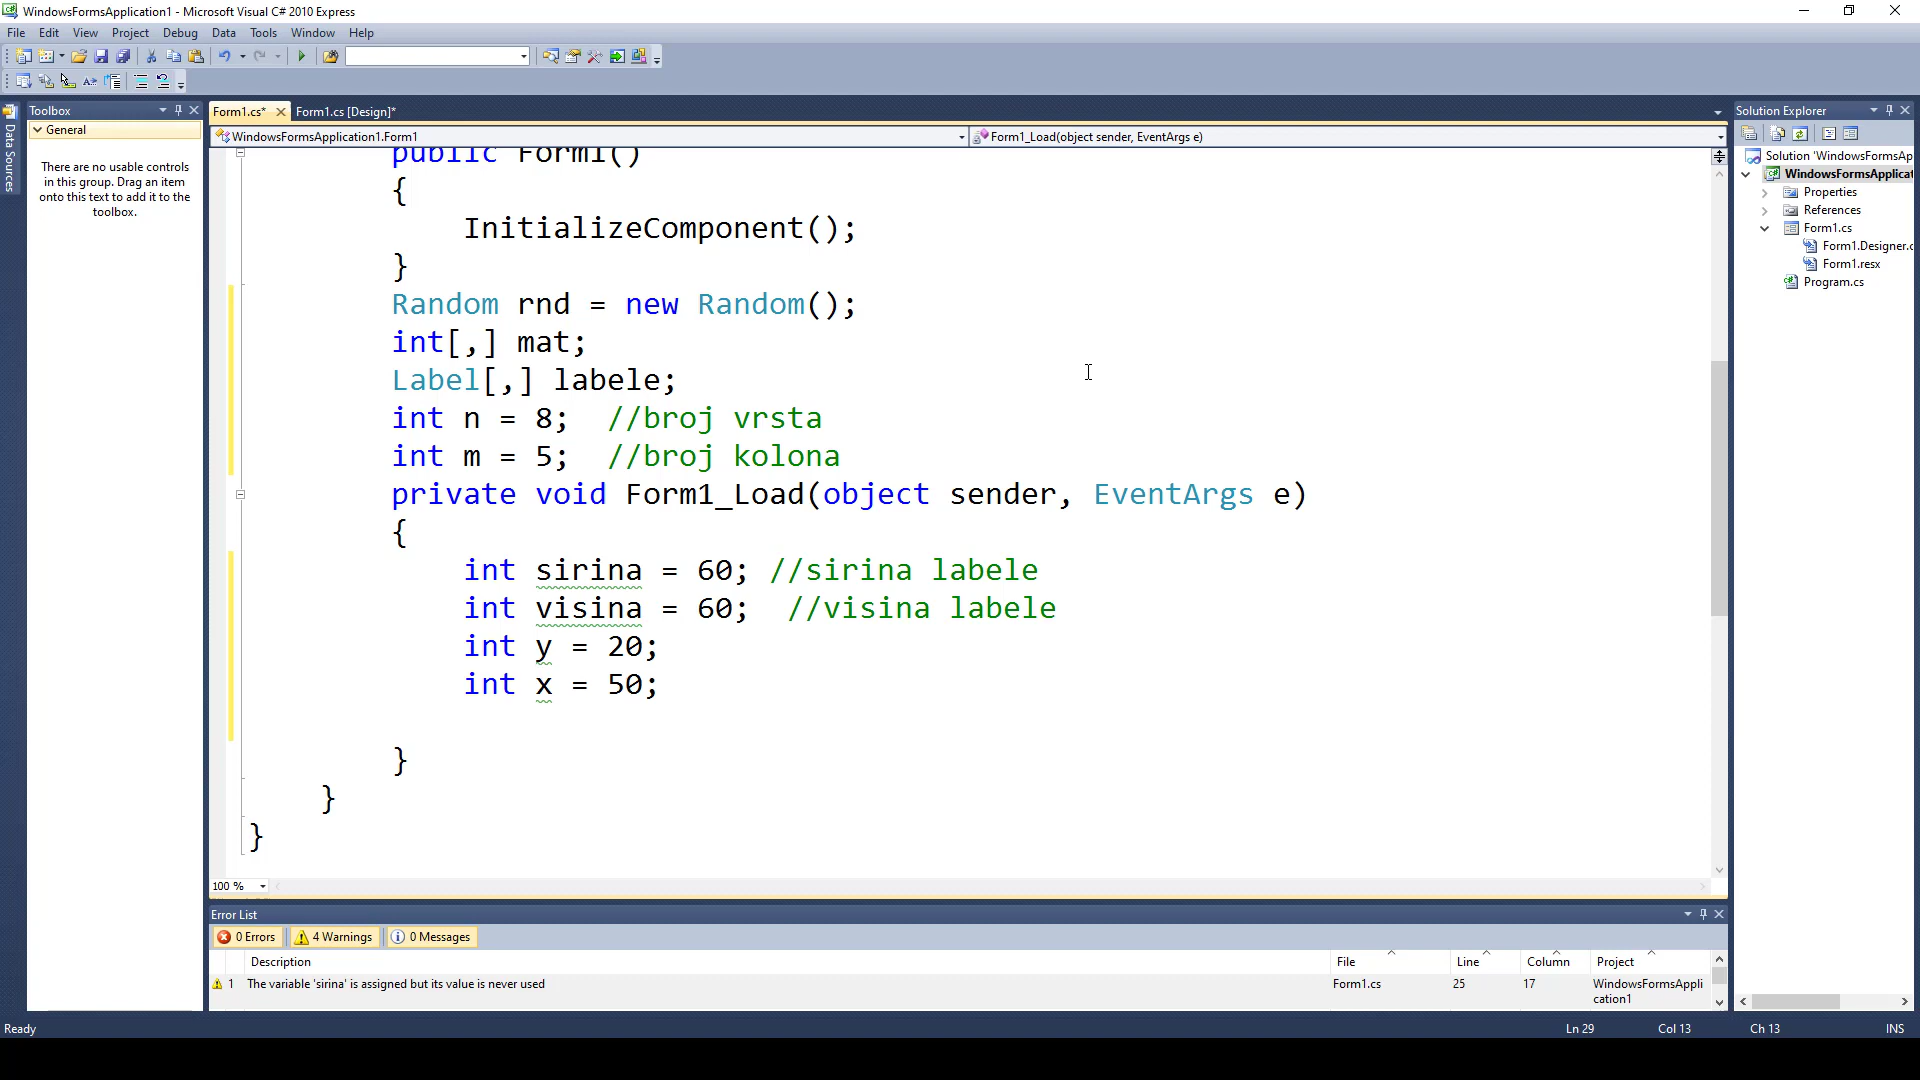 WindowsFormsApplication1 - Microsoft Visual C# 2010 Express
File Edit View Project Debug Data Tools Window Help
Data Sources
Toolbox
General
There are no usable controls
in this group. Drag an item
onto this text to add it to the
toolbox.
Form1.cs* Form1.cs [Design]*
WindowsFormsApplication1.Form1 Form1_Load(object sender, EventArgs e)
public Form1()
{
InitializeComponent();
}
Random rnd = new Random();
int[,] mat;
Label[,] labele;
int n = 8; //broj vrsta
int m = 5; //broj kolona
private void Form1_Load(object sender, EventArgs e)
{
int sirina = 60; //sirina labele
int visina = 60; //visina labele
int y = 20;
int x = 50;
}
}
}
100 %
Solution Explorer
Solution 'WindowsFormsAp
WindowsFormsApplicat
Properties
References
Form1.cs
Form1.Designer.c
Form1.resx
Program.cs
Error List
0 Errors 4 Warnings 0 Messages
Description File Line Column Project
1 The variable 'sirina' is assigned but its value is never used Form1.cs 25 17 WindowsFormsAppli
cation1
Ready Ln 29 Col 13 Ch 13 INS